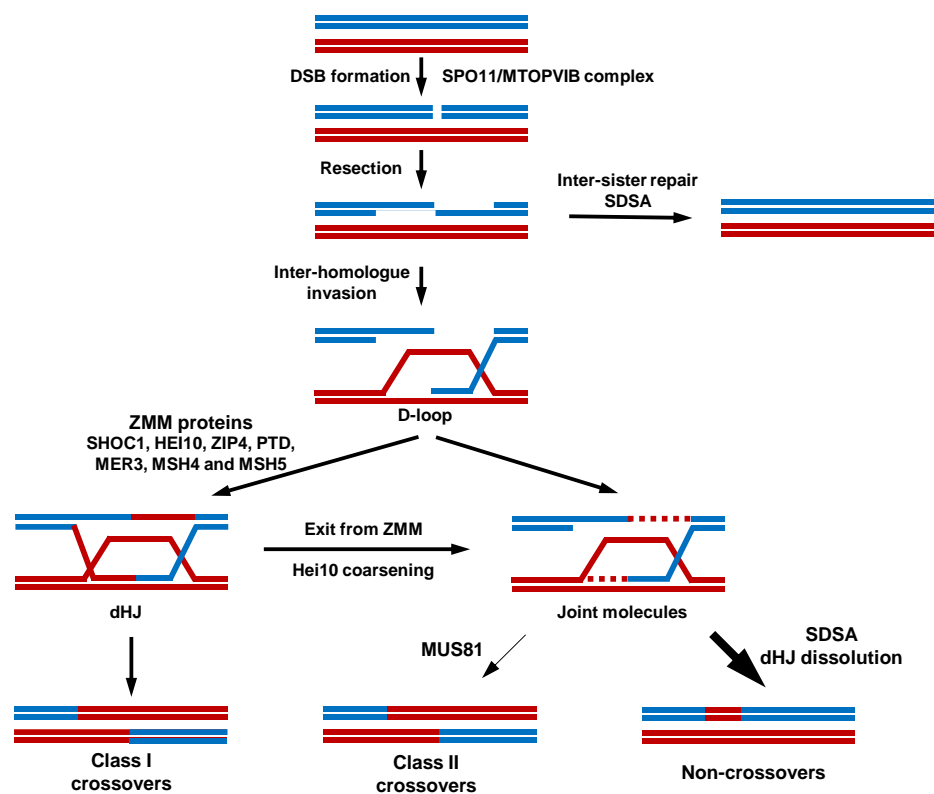 DSB formation
SPO11/MTOPVIB complex
Resection
Inter-sister repair
SDSA
Inter-homologue
invasion
D-loop
ZMM proteins
SHOC1, HEI10, ZIP4, PTD,
MER3, MSH4 and MSH5
Exit from ZMM
Hei10 coarsening
dHJ
Joint molecules
MUS81
SDSA
dHJ dissolution
Class I
crossovers
Class II
crossovers
Non-crossovers